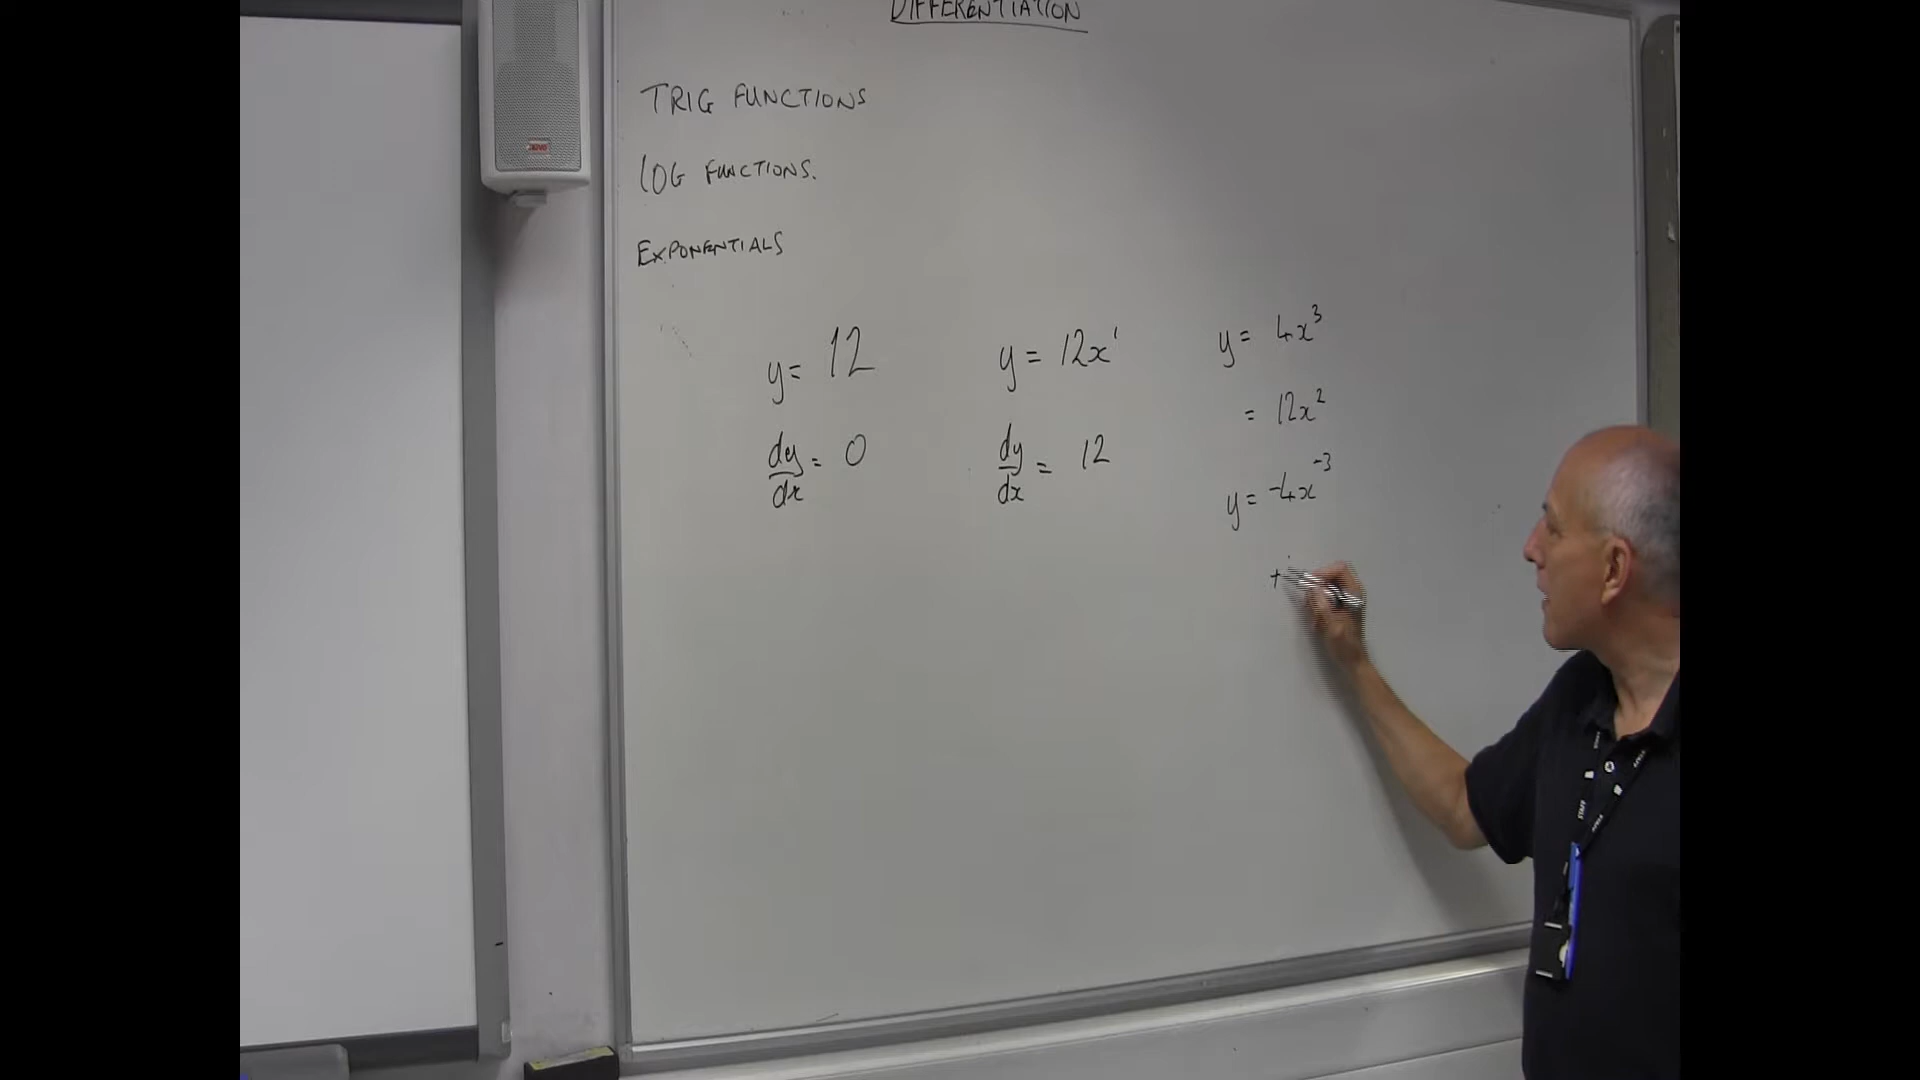 DIFFERENTIATION
TRIG FUNCTIONS
LOG FUNCTIONS.
EXPONENTIALS
y = 12
dy/dx = 0
y = 12x¹
dy/dx = 12
y = 4x³
= 12x²
y = -4x⁻³
+